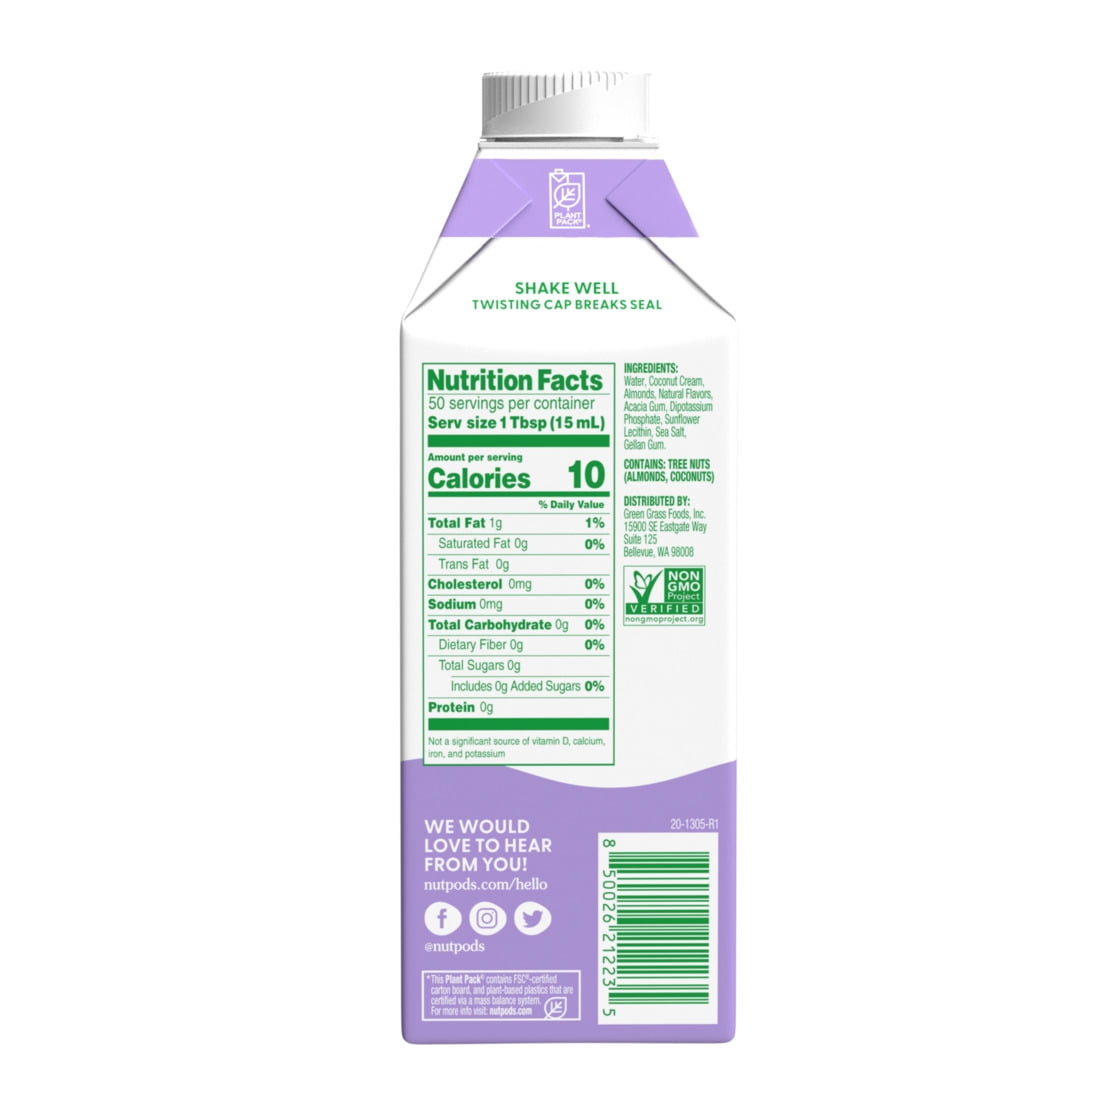 PLANT
PACK®
SHAKE WELL
TWISTING CAP BREAKS SEAL
Nutrition Facts
50 servings per container
Serv size 1 Tbsp (15 mL)
Amount per serving
Calories 10
% Daily Value
Total Fat 1g 1%
Saturated Fat 0g 0%
Trans Fat 0g
Cholesterol 0mg 0%
Sodium 0mg 0%
Total Carbohydrate 0g 0%
Dietary Fiber 0g 0%
Total Sugars 0g
Includes 0g Added Sugars 0%
Protein 0g
Not a significant source of vitamin D, calcium,
iron, and potassium
INGREDIENTS:
Water, Coconut Cream,
Almonds, Natural Flavors,
Acacia Gum, Dipotassium
Phosphate, Sunflower
Lecithin, Sea Salt,
Gellan Gum.
CONTAINS: TREE NUTS
(ALMONDS, COCONUTS)
DISTRIBUTED BY:
Green Grass Foods, Inc.
15900 SE Eastgate Way
Suite 125
Bellevue, WA 98008
NON
GMO
Project
VERIFIED
nongmoproject.org
WE WOULD
LOVE TO HEAR
FROM YOU!
nutpods.com/hello
@nutpods
*This Plant Pack® contains FSC®-certified
carton board, and plant-based plastics that are
certified via a mass balance system.
For more info visit: nutpods.com
20-1305-R1
8 50026 21223 5